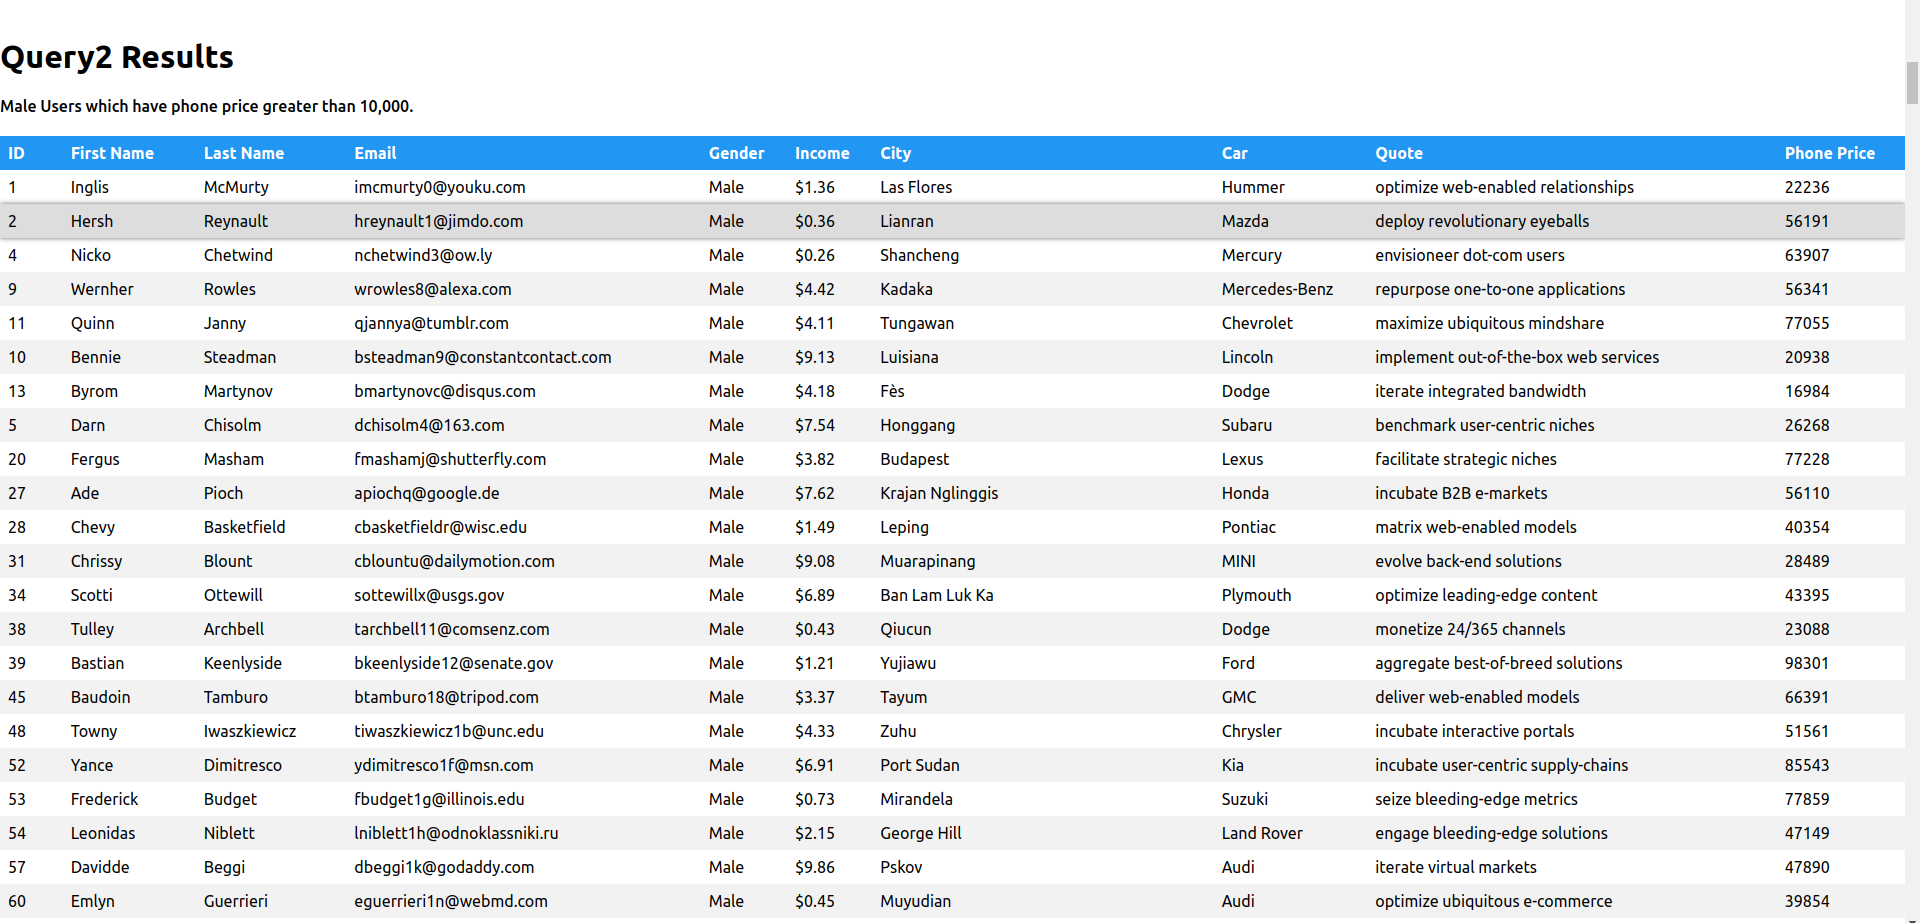 Query2 Results
Male Users which have phone price greater than 10,000.
ID First Name Last Name Email Gender Income City Car Quote Phone Price
1 Inglis McMurty imcmurty0@youku.com Male $1.36 Las Flores Hummer optimize web-enabled relationships 22236
2 Hersh Reynault hreynault1@jimdo.com Male $0.36 Lianran Mazda deploy revolutionary eyeballs 56191
4 Nicko Chetwind nchetwind3@ow.ly Male $0.26 Shancheng Mercury envisioneer dot-com users 63907
9 Wernher Rowles wrowles8@alexa.com Male $4.42 Kadaka Mercedes-Benz repurpose one-to-one applications 56341
11 Quinn Janny qjannya@tumblr.com Male $4.11 Tungawan Chevrolet maximize ubiquitous mindshare 77055
10 Bennie Steadman bsteadman9@constantcontact.com Male $9.13 Luisiana Lincoln implement out-of-the-box web services 20938
13 Byrom Martynov bmartynovc@disqus.com Male $4.18 Fès Dodge iterate integrated bandwidth 16984
5 Darn Chisolm dchisolm4@163.com Male $7.54 Honggang Subaru benchmark user-centric niches 26268
20 Fergus Masham fmashamj@shutterfly.com Male $3.82 Budapest Lexus facilitate strategic niches 77228
27 Ade Pioch apiochq@google.de Male $7.62 Krajan Nglinggis Honda incubate B2B e-markets 56110
28 Chevy Basketfield cbasketfieldr@wisc.edu Male $1.49 Leping Pontiac matrix web-enabled models 40354
31 Chrissy Blount cblountu@dailymotion.com Male $9.08 Muarapinang MINI evolve back-end solutions 28489
34 Scotti Ottewill sottewillx@usgs.gov Male $6.89 Ban Lam Luk Ka Plymouth optimize leading-edge content 43395
38 Tulley Archbell tarchbell11@comsenz.com Male $0.43 Qiucun Dodge monetize 24/365 channels 23088
39 Bastian Keenlyside bkeenlyside12@senate.gov Male $1.21 Yujiawu Ford aggregate best-of-breed solutions 98301
45 Baudoin Tamburo btamburo18@tripod.com Male $3.37 Tayum GMC deliver web-enabled models 66391
48 Towny Iwaszkiewicz tiwaszkiewicz1b@unc.edu Male $4.33 Zuhu Chrysler incubate interactive portals 51561
52 Yance Dimitresco ydimitresco1f@msn.com Male $6.91 Port Sudan Kia incubate user-centric supply-chains 85543
53 Frederick Budget fbudget1g@illinois.edu Male $0.73 Mirandela Suzuki seize bleeding-edge metrics 77859
54 Leonidas Niblett lniblett1h@odnoklassniki.ru Male $2.15 George Hill Land Rover engage bleeding-edge solutions 47149
57 Davidde Beggi dbeggi1k@godaddy.com Male $9.86 Pskov Audi iterate virtual markets 47890
60 Emlyn Guerrieri eguerrieri1n@webmd.com Male $0.45 Muyudian Audi optimize ubiquitous e-commerce 39854